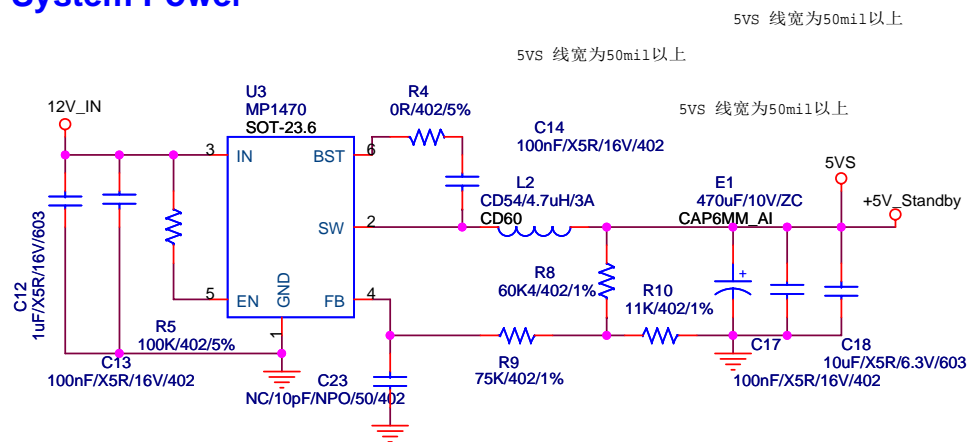 System Power
5VS 线宽为50mil以上
5VS 线宽为50mil以上
5VS 线宽为50mil以上
12V_IN
U3
MP1470
SOT-23.6
R4
0R/402/5%
C14
100nF/X5R/16V/402
3
IN
BST
6
L2
CD54/4.7uH/3A
CD60
E1
470uF/10V/ZC
CAP6MM_AI
5VS
+5V_Standby
SW
2
C12
1uF/X5R/16V/603
5
EN
GND
1
FB
4
R8
60K4/402/1%
R10
11K/402/1%
+
R5
100K/402/5%
C13
100nF/X5R/16V/402
C23
NC/10pF/NPO/50/402
R9
75K/402/1%
C17
100nF/X5R/16V/402
C18
10uF/X5R/6.3V/603